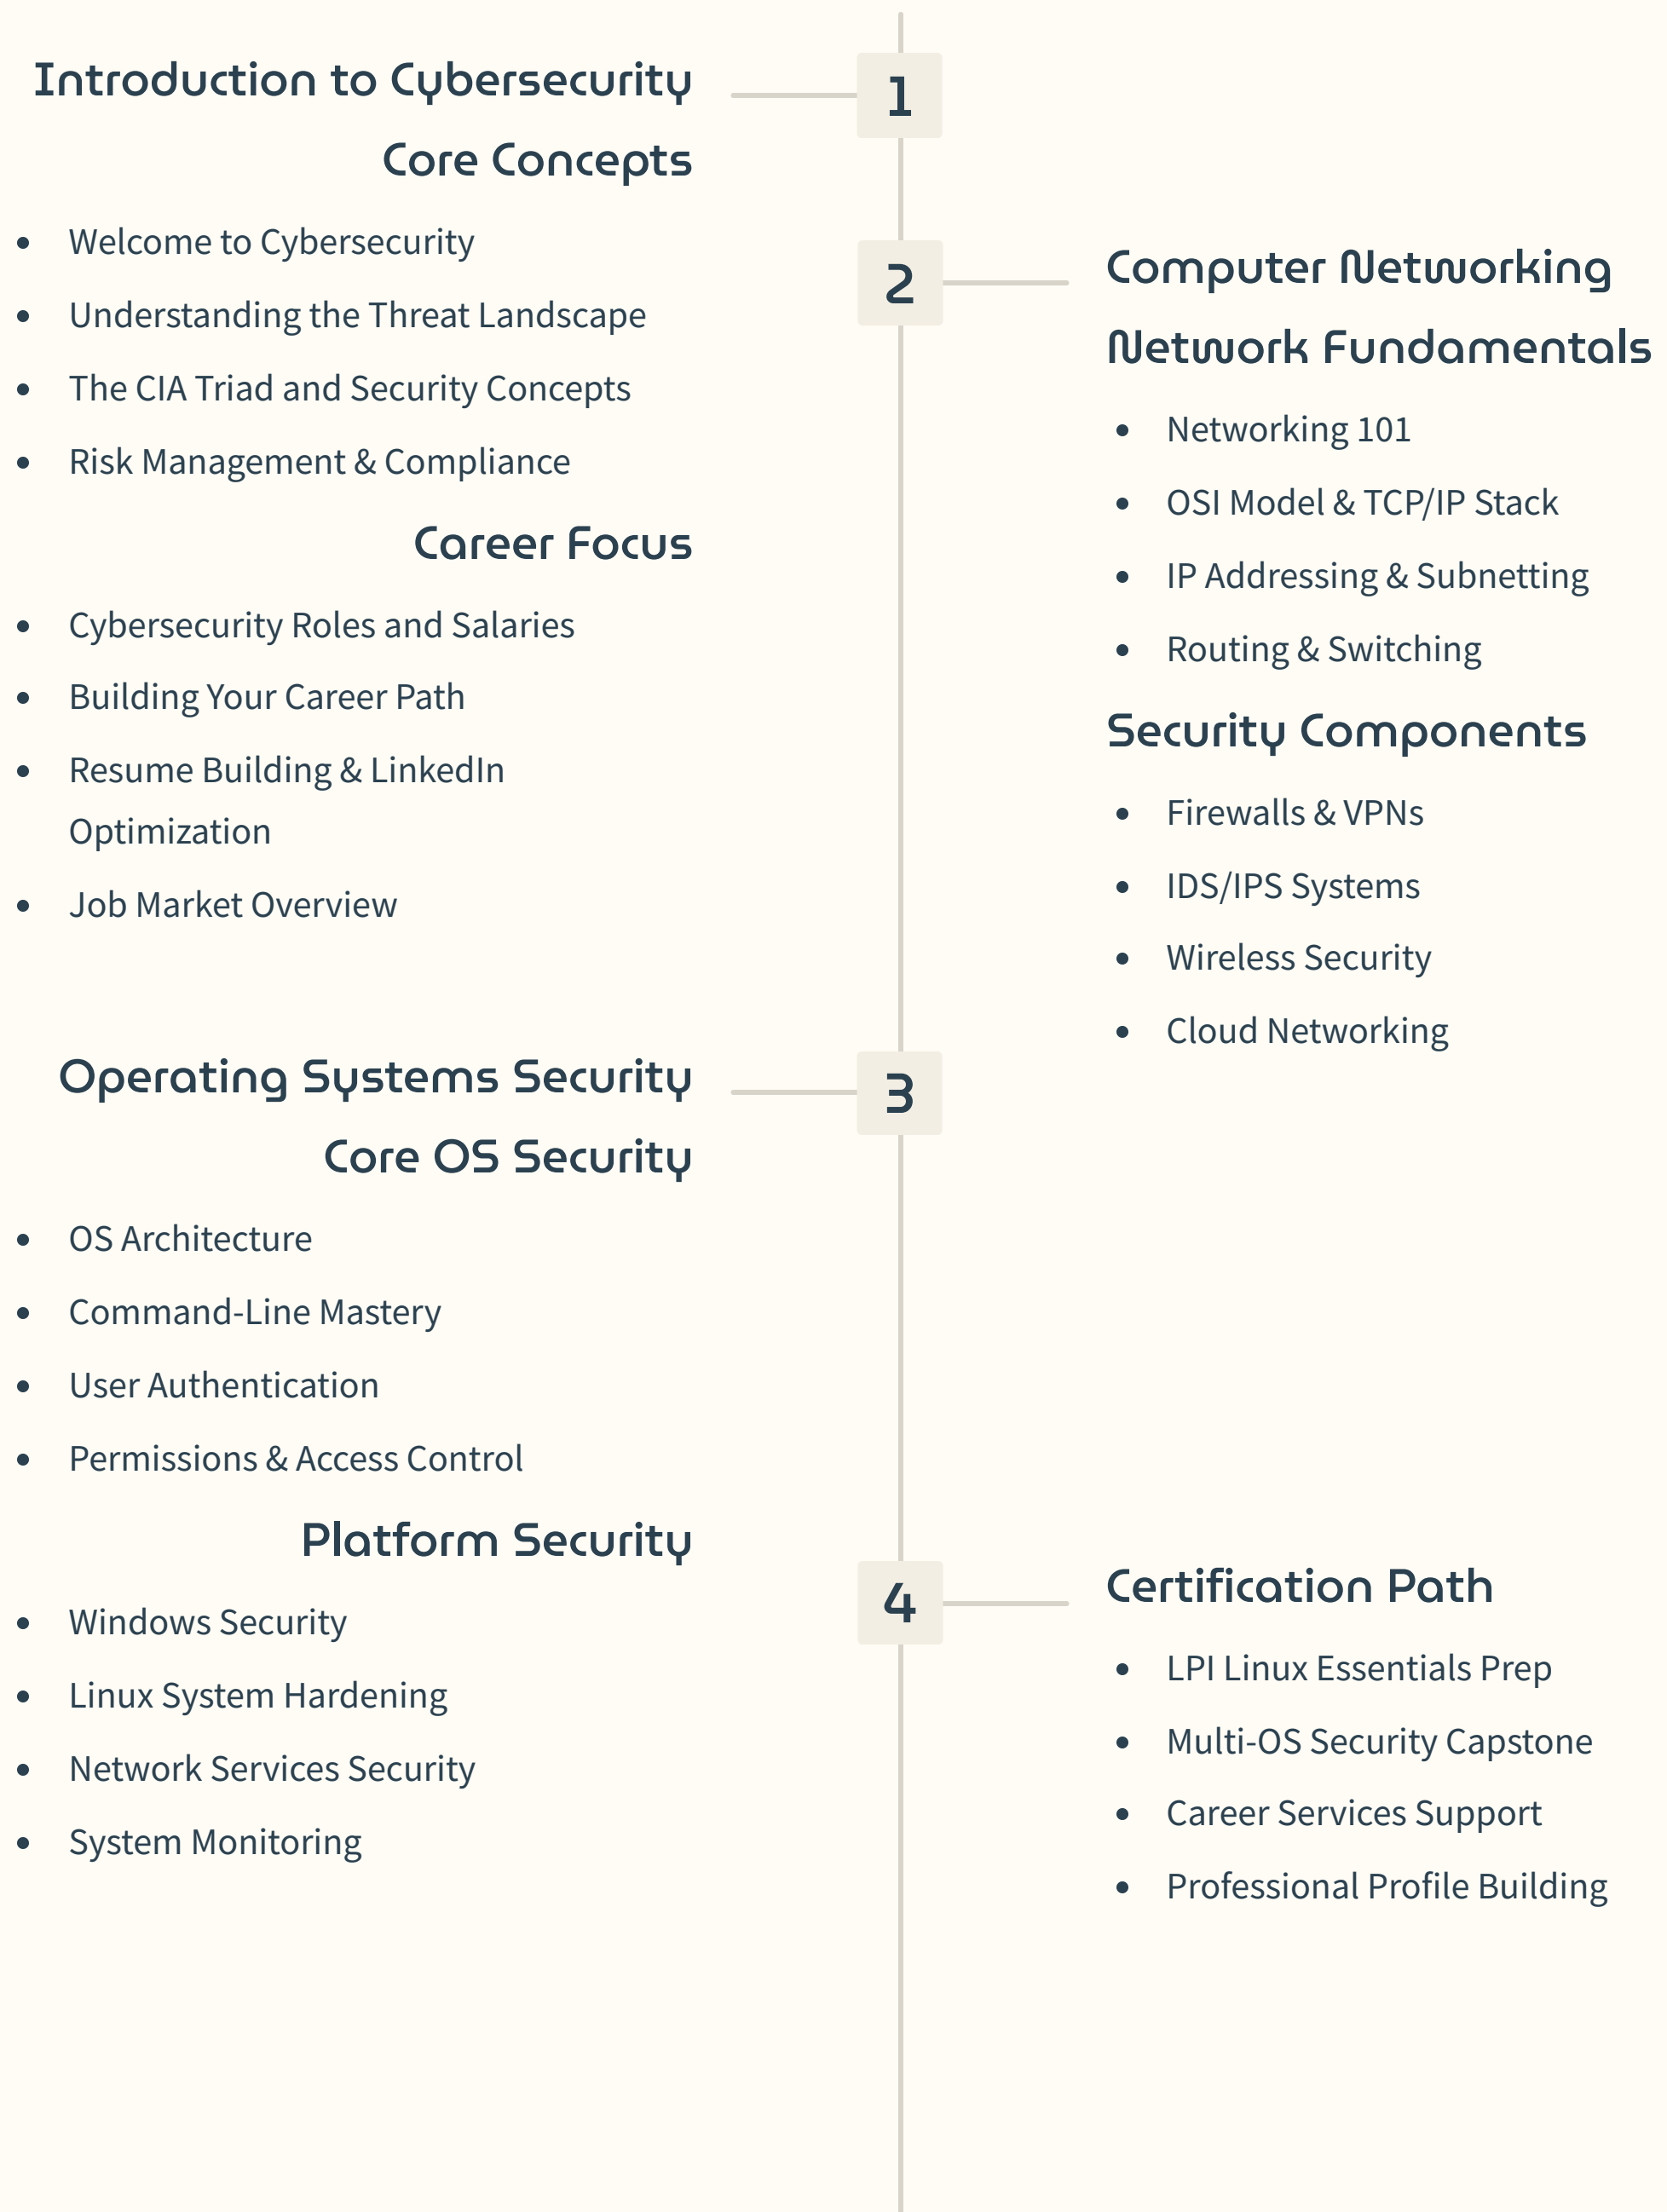 Introduction to Cybersecurity
1
Core Concepts
Welcome to Cybersecurity
Understanding the Threat Landscape
The CIA Triad and Security Concepts
Risk Management & Compliance
Career Focus
Cybersecurity Roles and Salaries
Building Your Career Path
Resume Building & LinkedIn
Optimization
Job Market Overview
2
Computer Networking
Network Fundamentals
Networking 101
OSI Model & TCP/IP Stack
IP Addressing & Subnetting
Routing & Switching
Security Components
Firewalls & VPNs
IDS/IPS Systems
Wireless Security
Cloud Networking
Operating Systems Security
3
Core OS Security
OS Architecture
Command-Line Mastery
User Authentication
Permissions & Access Control
Platform Security
Windows Security
Linux System Hardening
Network Services Security
System Monitoring
4
Certification Path
LPI Linux Essentials Prep
Multi-OS Security Capstone
Career Services Support
Professional Profile Building